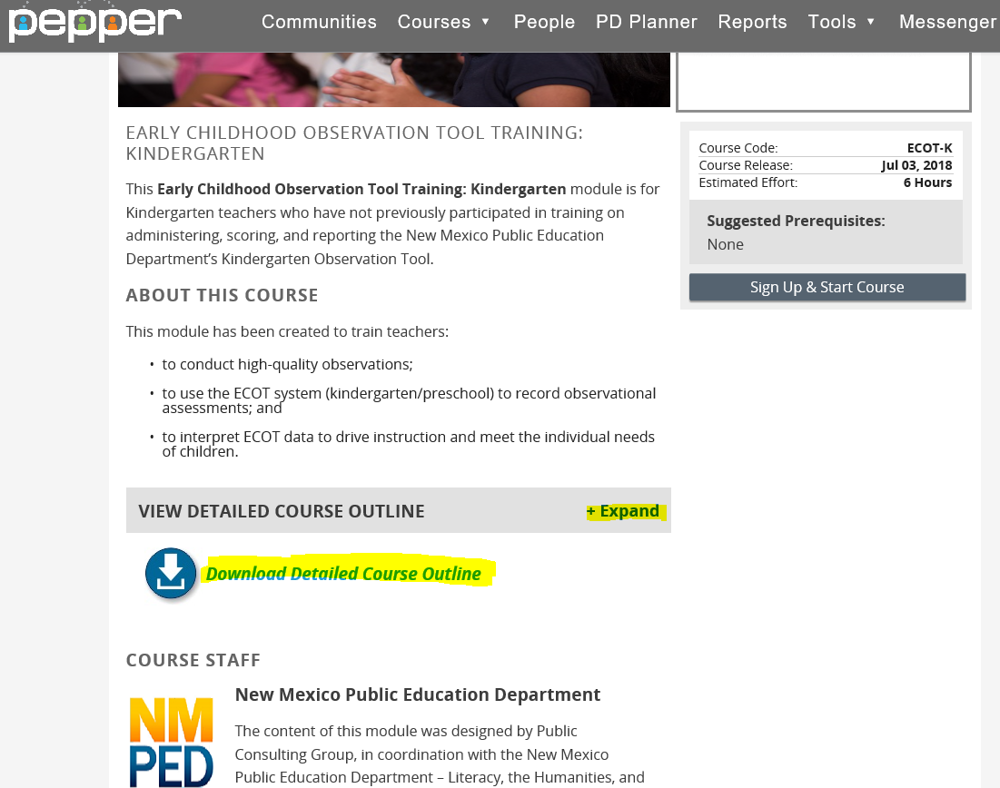 pepper
Communities Courses ▼ People PD Planner Reports Tools ▼ Messenger
EARLY CHILDHOOD OBSERVATION TOOL TRAINING:
KINDERGARTEN
This Early Childhood Observation Tool Training: Kindergarten module is for
Kindergarten teachers who have not previously participated in training on
administering, scoring, and reporting the New Mexico Public Education
Department's Kindergarten Observation Tool.
ABOUT THIS COURSE
This module has been created to train teachers:
• to conduct high-quality observations;
• to use the ECOT system (kindergarten/preschool) to record observational
assessments; and
• to interpret ECOT data to drive instruction and meet the individual needs
of children.
VIEW DETAILED COURSE OUTLINE + Expand
Download Detailed Course Outline
COURSE STAFF
NM
PED
New Mexico Public Education Department
The content of this module was designed by Public
Consulting Group, in coordination with the New Mexico
Public Education Department – Literacy, the Humanities, and
Course Code: ECOT-K
Course Release: Jul 03, 2018
Estimated Effort: 6 Hours
Suggested Prerequisites:
None
Sign Up & Start Course